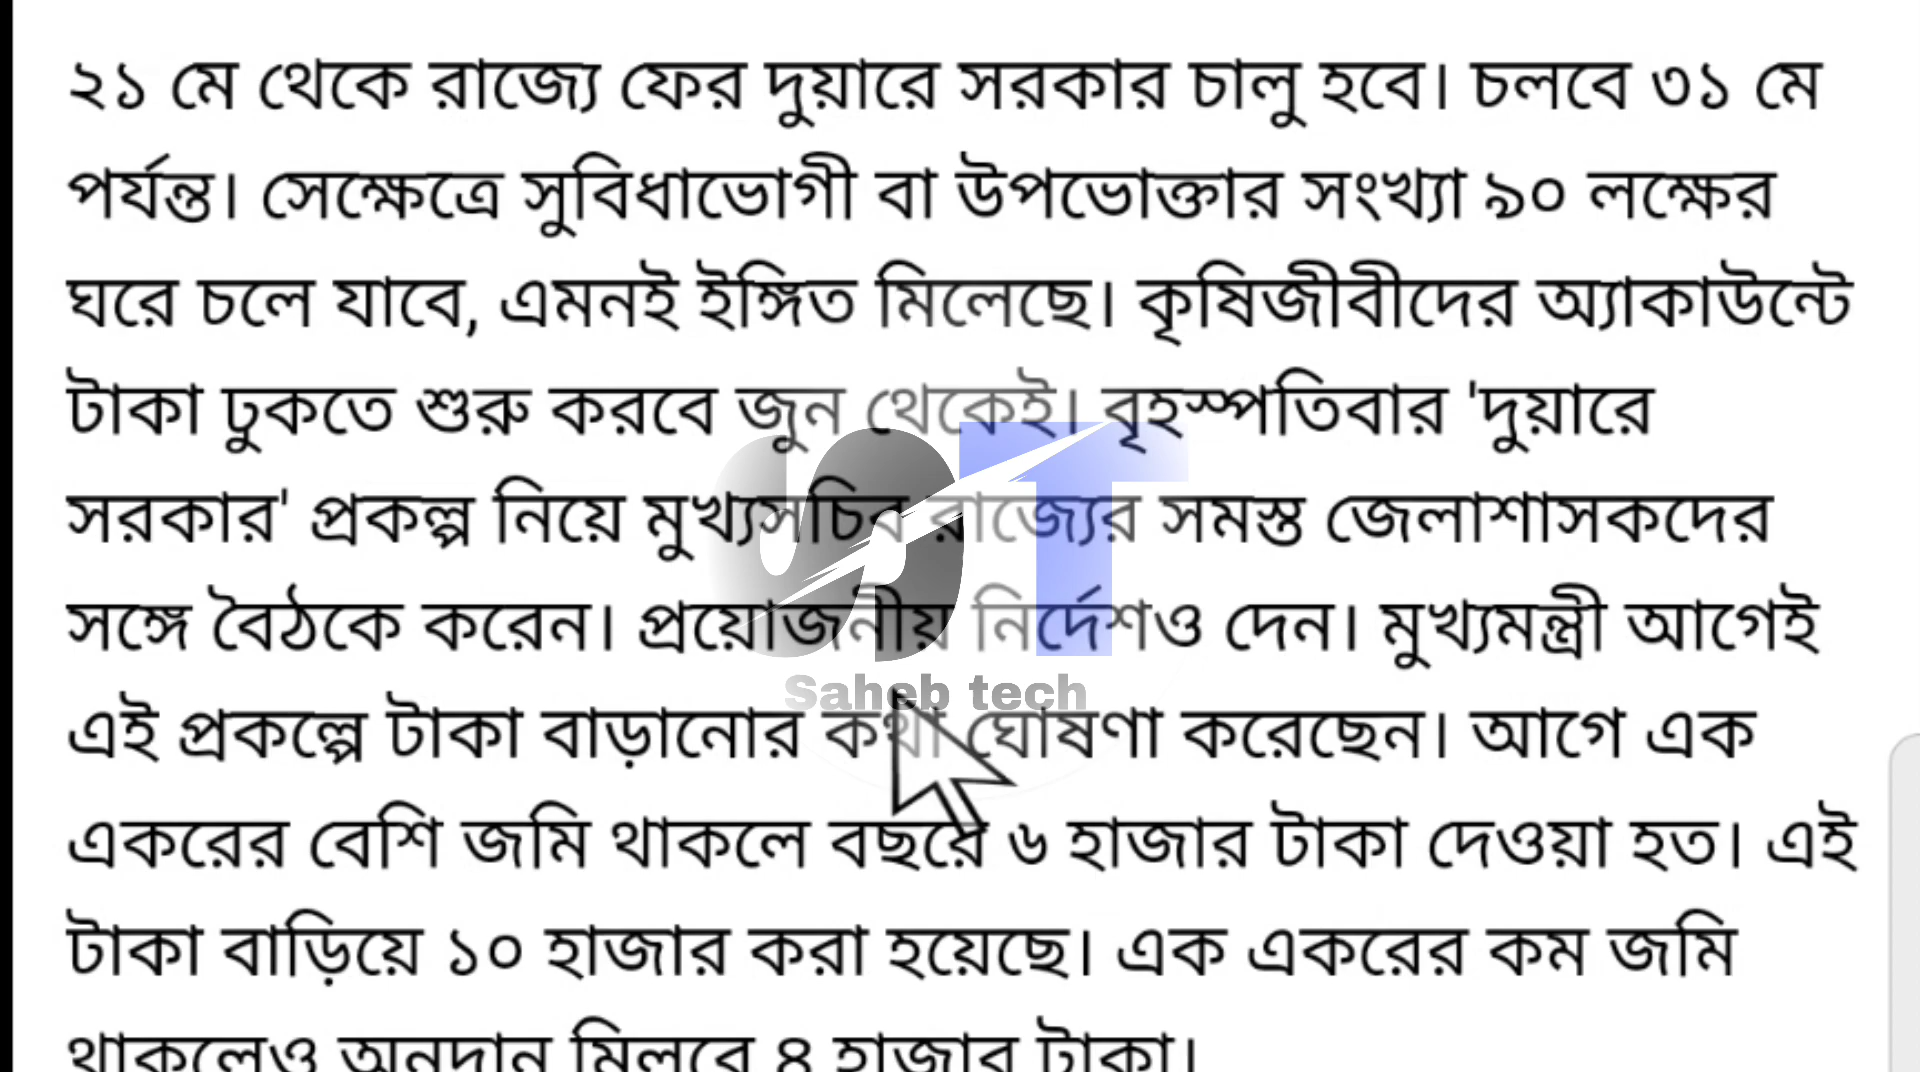 ২১ মে থেকে রাজ্যে ফের দুয়ারে সরকার চালু হবে। চলবে ৩১ মে
পর্যন্ত। সেক্ষেত্রে সুবিধাভোগী বা উপভোক্তার সংখ্যা ৯০ লক্ষের
ঘরে চলে যাবে, এমনই ইঙ্গিত মিলেছে। কৃষিজীবীদের অ্যাকাউন্টে
টাকা ঢুকতে শুরু করবে জুন থেকেই। বৃহস্পতিবার 'দুয়ারে
সরকার' প্রকল্প নিয়ে মুখ্যসচিব রাজ্যের সমস্ত জেলাশাসকদের
সঙ্গে বৈঠকে করেন। প্রয়োজনীয় নির্দেশও দেন। মুখ্যমন্ত্রী আগেই
Saheb tech
এই প্রকল্পে টাকা বাড়ানোর কথা ঘোষণা করেছেন। আগে এক
একরের বেশি জমি থাকলে বছরে ৬ হাজার টাকা দেওয়া হত। এই
টাকা বাড়িয়ে ১০ হাজার করা হয়েছে। এক একরের কম জমি
থাকলেও অনুদান মিলবে ৪ হাজার টাকা।